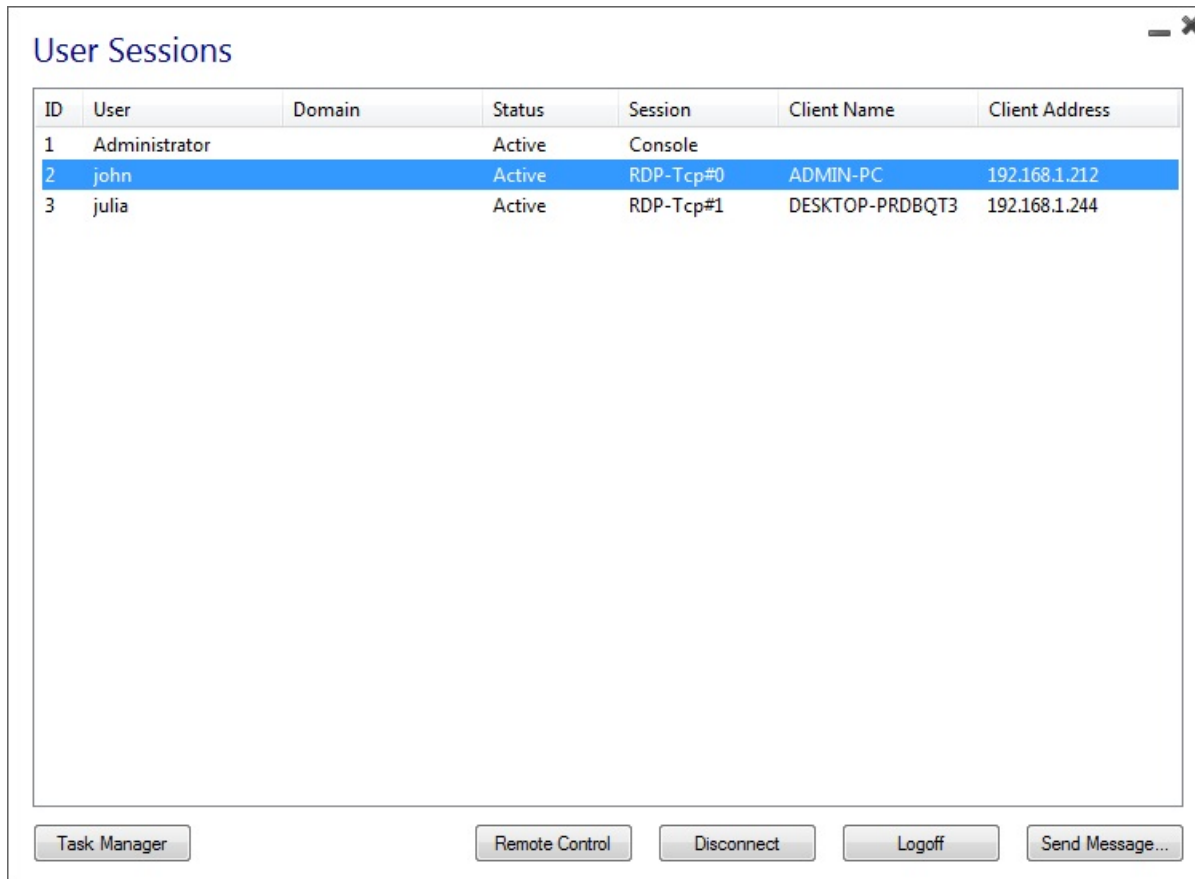 User Sessions
ID User Domain Status Session Client Name Client Address
1 Administrator Active Console
2 john Active RDP-Tcp#0 ADMIN-PC 192.168.1.212
3 julia Active RDP-Tcp#1 DESKTOP-PRDBQT3 192.168.1.244
Task Manager Remote Control Disconnect Logoff Send Message...